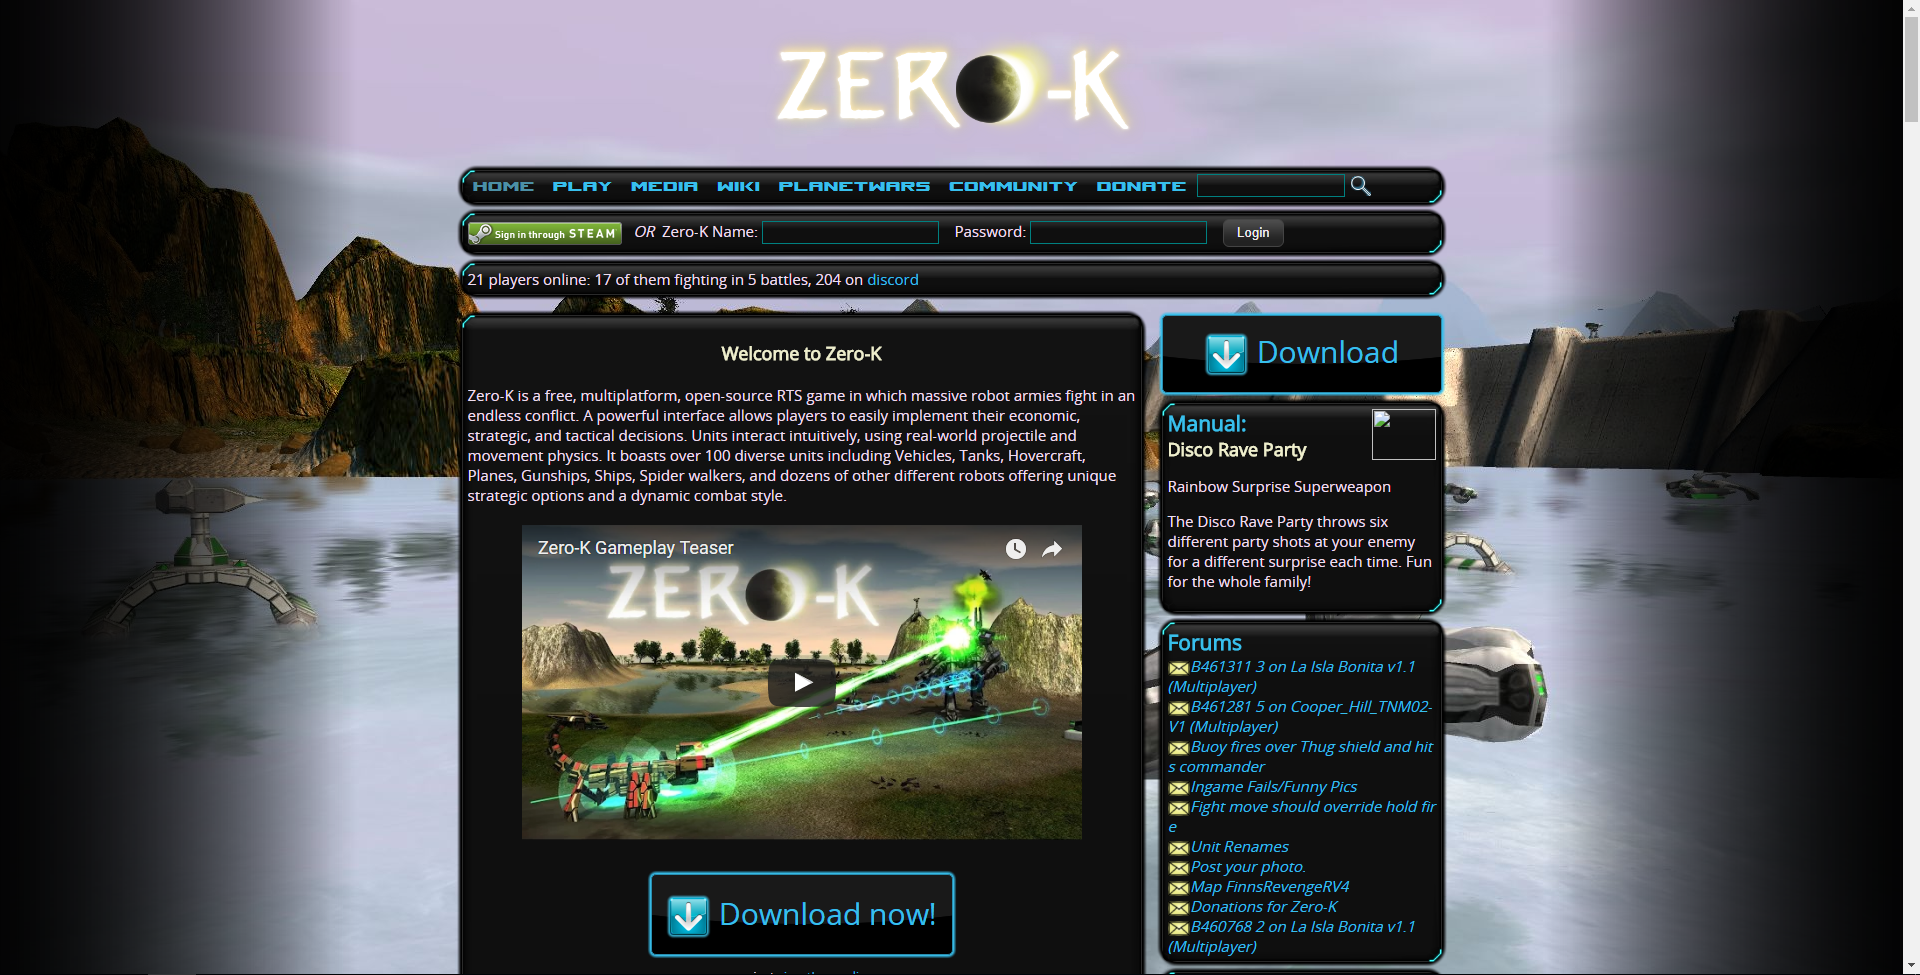 ZERO-K
HOME PLAY MEDIA WIKI PLANETWARS COMMUNITY DONATE
Sign in through STEAM OR Zero-K Name: Password: Login
21 players online: 17 of them fighting in 5 battles, 204 on discord
Welcome to Zero-K
Zero-K is a free, multiplatform, open-source RTS game in which massive robot armies fight in an
endless conflict. A powerful interface allows players to easily implement their economic,
strategic, and tactical decisions. Units interact intuitively, using real-world projectile and
movement physics. It boasts over 100 diverse units including Vehicles, Tanks, Hovercraft,
Planes, Gunships, Ships, Spider walkers, and dozens of other different robots offering unique
strategic options and a dynamic combat style.
Zero-K Gameplay Teaser
ZERO-K
Download now!
Download
Manual:
Disco Rave Party
Rainbow Surprise Superweapon
The Disco Rave Party throws six
different party shots at your enemy
for a different surprise each time. Fun
for the whole family!
Forums
B461311 3 on La Isla Bonita v1.1
(Multiplayer)
B461281 5 on Cooper_Hill_TNM02-
V1 (Multiplayer)
Buoy fires over Thug shield and hit
s commander
Ingame Fails/Funny Pics
Fight move should override hold fir
e
Unit Renames
Post your photo.
Map FinnsRevengeRV4
Donations for Zero-K
B460768 2 on La Isla Bonita v1.1
(Multiplayer)